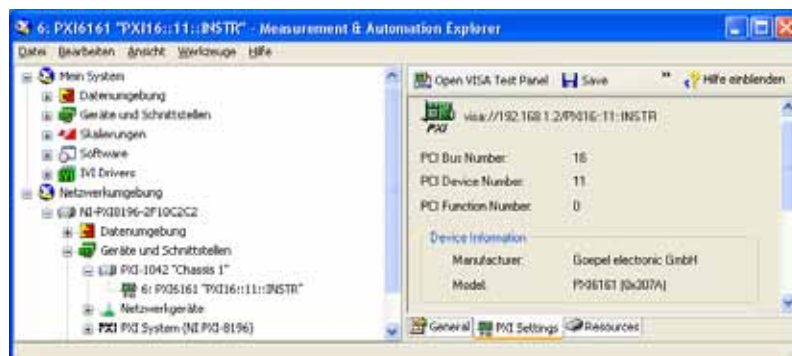 6: PXI6161 "PXI16::11::INSTR" - Measurement & Automation Explorer
Datei Bearbeiten Ansicht Werkzeuge Hilfe
Mein System
Datenumgebung
Geräte und Schnittstellen
Skalierungen
Software
IVI Drivers
Netzwerkumgebung
NI-PXI8196-2F10C2C2
Datenumgebung
Geräte und Schnittstellen
PXI-1042 "Chassis 1"
6: PXI6161 "PXI16::11::INSTR"
Netzwerkgeräte
PXI PXI System (NI PXI-8196)
Open VISA Test Panel Save » Hilfe einblenden
PXI visa://192.168.1.2/PXI16::11::INSTR
PCI Bus Number: 16
PCI Device Number: 11
PCI Function Number: 0
Device Information
Manufacturer: Goepel electronic GmbH
Model: PXI6161 (0x207A)
General PXI Settings Resources